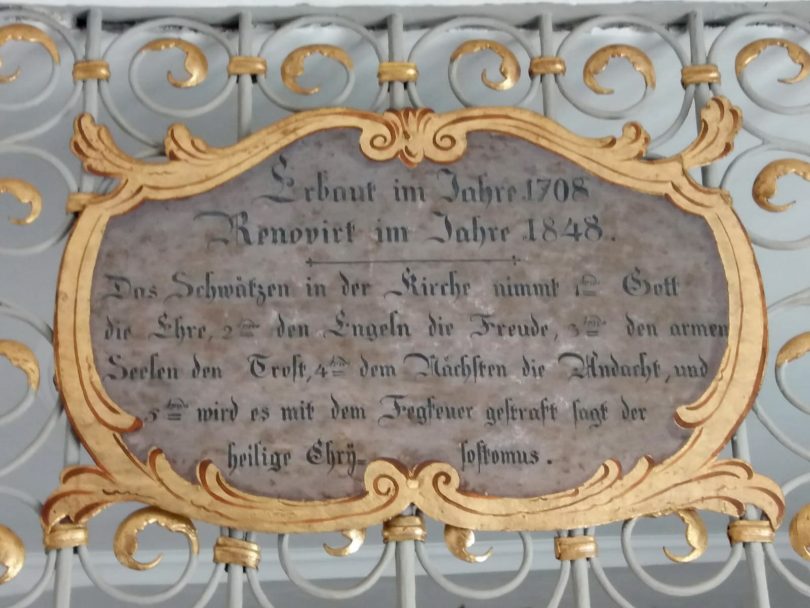 Erbaut im Jahre 1708
Renovirt im Jahre 1848.
Das Schwätzen in der Kirche nimmt 1tens Gott
die Ehre, 2tens den Engeln die Freude, 3tens den armen
Seelen den Trost, 4tens dem Nächsten die Andacht, und
5tens wird es mit dem Fegfeuer gestraft sagt der
heilige Chrÿ- sostomus.